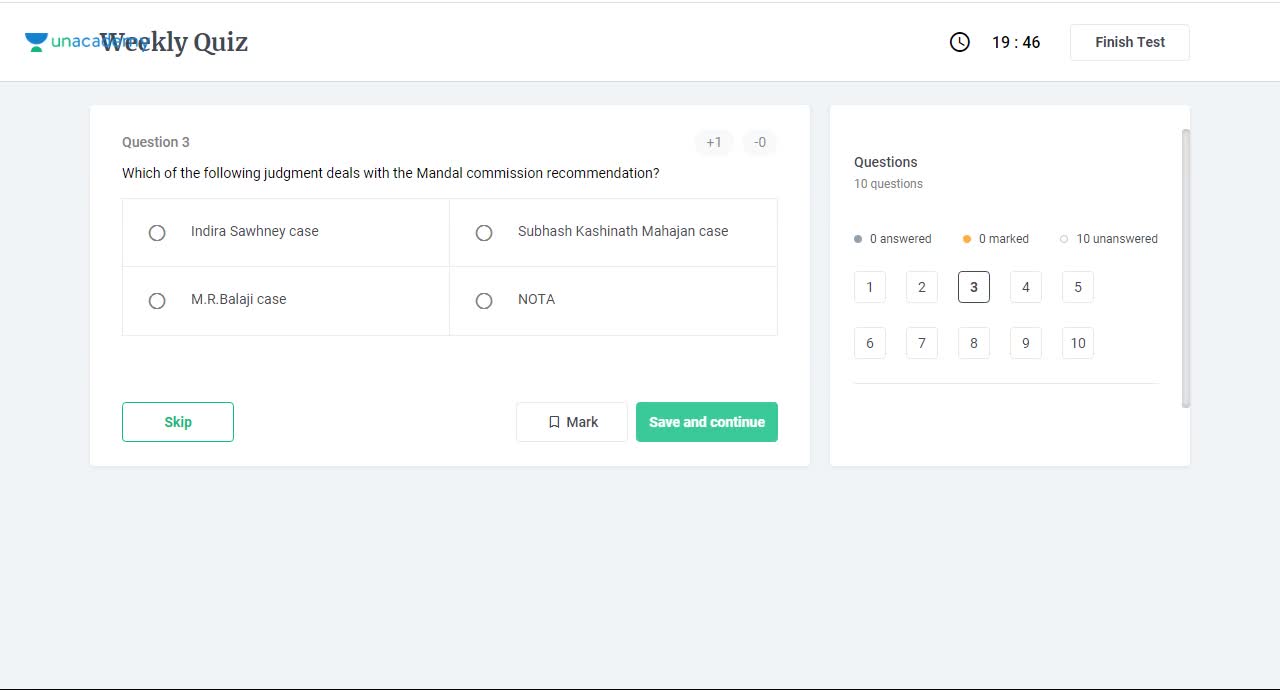 unacademy
Weekly Quiz
19 : 46
Finish Test
Question 3
+1
-0
Which of the following judgment deals with the Mandal commission recommendation?
Indira Sawhney case
Subhash Kashinath Mahajan case
M.R.Balaji case
NOTA
Skip
Mark
Save and continue
Questions
10 questions
0 answered
0 marked
10 unanswered
1 2 3 4 5
6 7 8 9 10